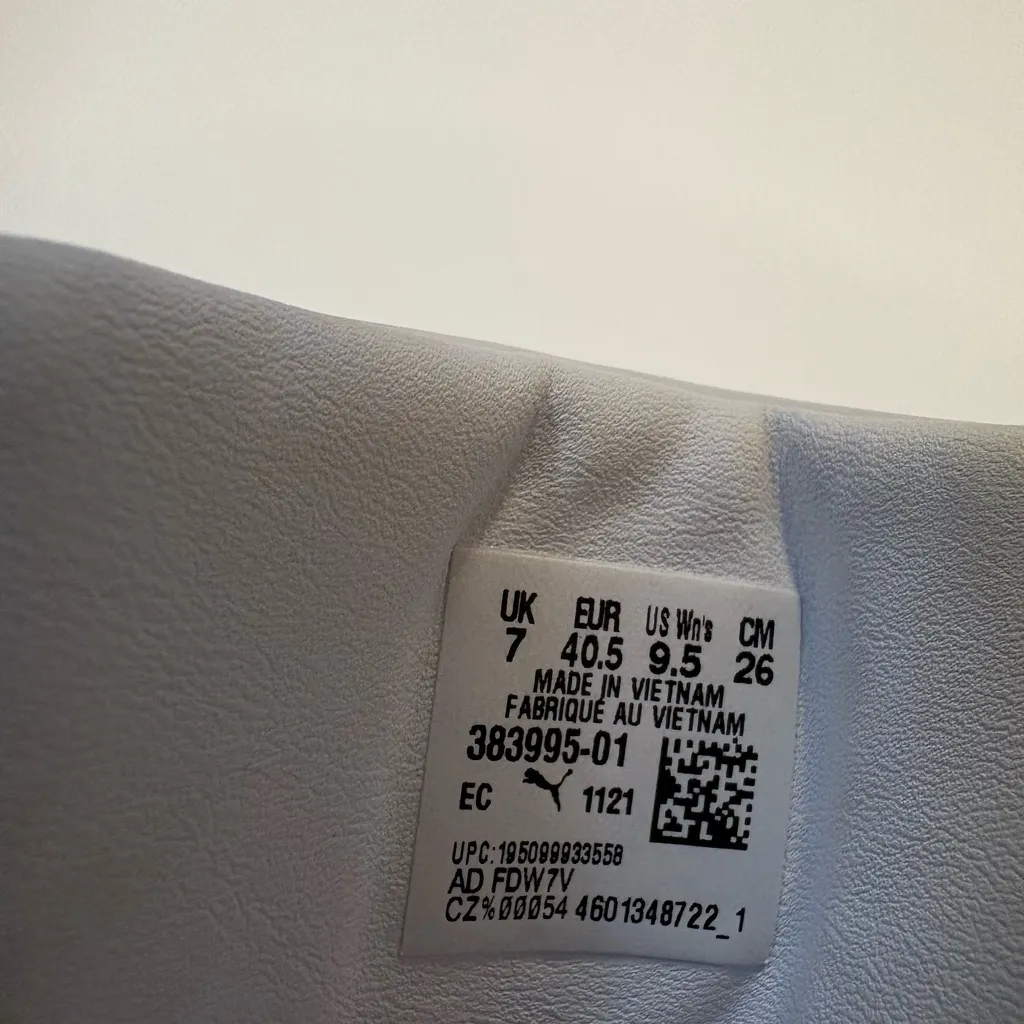 UK EUR US Wn's CM
7 40.5 9.5 26
MADE IN VIETNAM
FABRIQUÉ AU VIETNAM
383995-01
EC 1121
UPC:195099933558
AD FDW7V
CZ%00054 4601348722_1